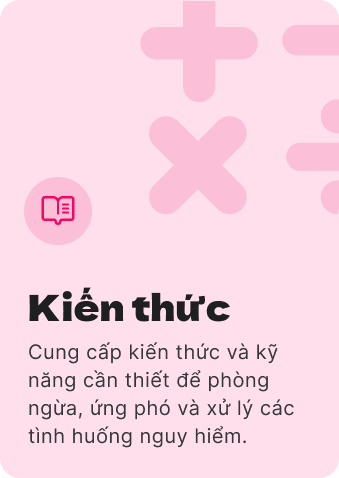 Kiến thức
Cung cấp kiến thức và kỹ
năng cần thiết để phòng
ngừa, ứng phó và xử lý các
tình huống nguy hiểm.